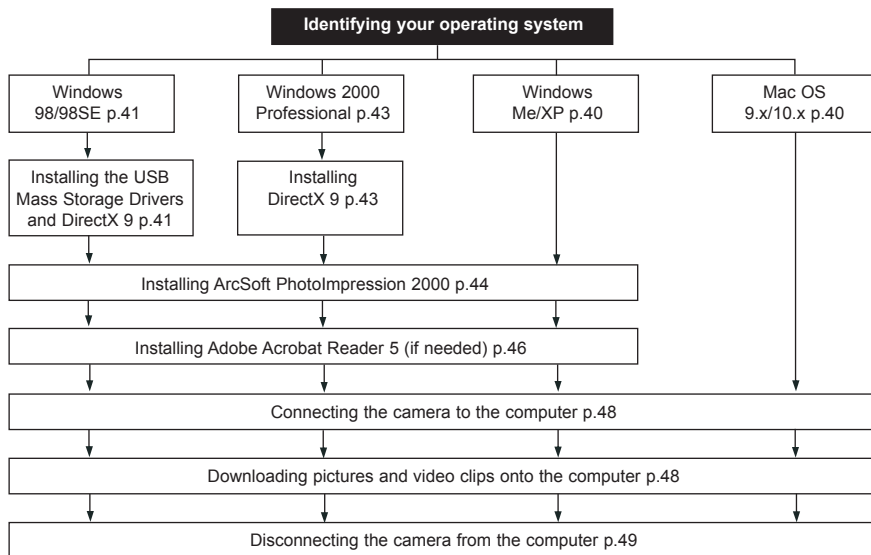 Identifying your operating system
Windows
98/98SE p.41
Windows 2000
Professional p.43
Windows
Me/XP p.40
Mac OS
9.x/10.x p.40
Installing the USB
Mass Storage Drivers
and DirectX 9 p.41
Installing
DirectX 9 p.43
Installing ArcSoft PhotoImpression 2000 p.44
Installing Adobe Acrobat Reader 5 (if needed) p.46
Connecting the camera to the computer p.48
Downloading pictures and video clips onto the computer p.48
Disconnecting the camera from the computer p.49